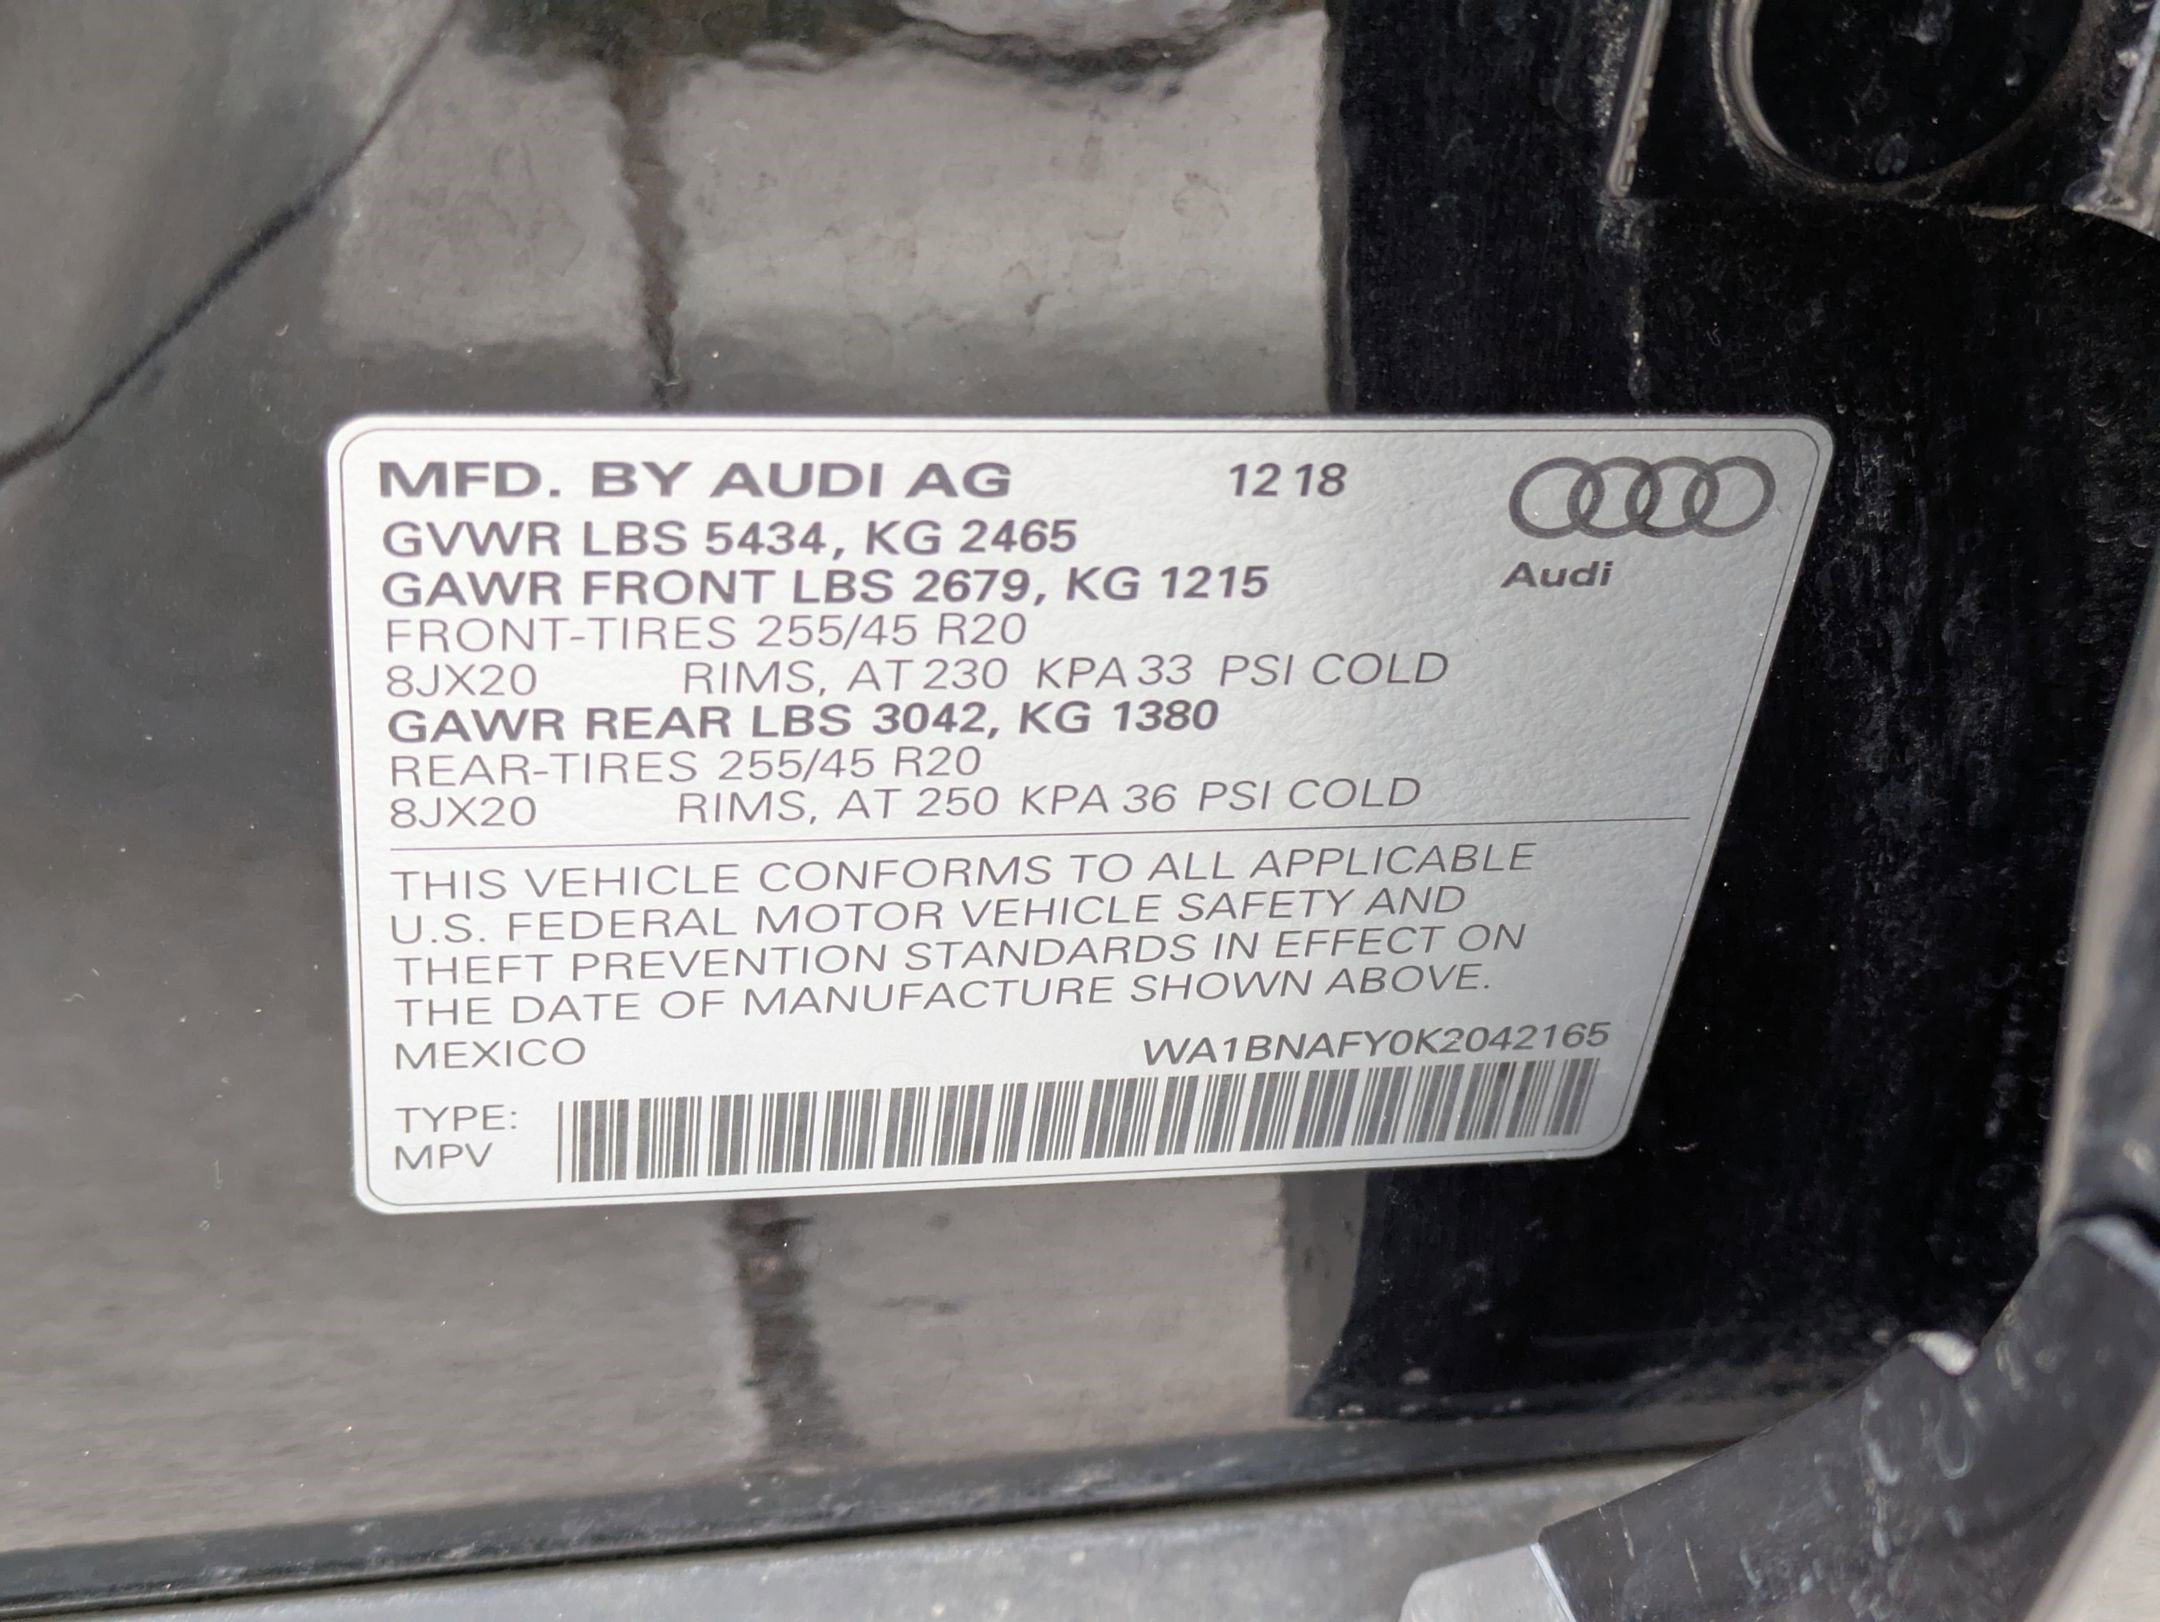 MFD. BY AUDI AG 12 18
Audi
GVWR LBS 5434, KG 2465
GAWR FRONT LBS 2679, KG 1215
FRONT-TIRES 255/45 R20
8JX20 RIMS, AT 230 KPA 33 PSI COLD
GAWR REAR LBS 3042, KG 1380
REAR-TIRES 255/45 R20
8JX20 RIMS, AT 250 KPA 36 PSI COLD
THIS VEHICLE CONFORMS TO ALL APPLICABLE
U.S. FEDERAL MOTOR VEHICLE SAFETY AND
THEFT PREVENTION STANDARDS IN EFFECT ON
THE DATE OF MANUFACTURE SHOWN ABOVE.
MEXICO WA1BNAFY0K2042165
TYPE:
MPV